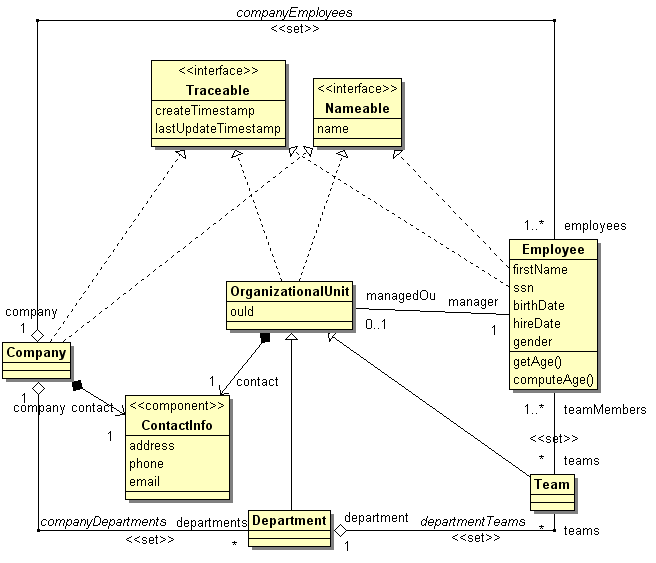 companyEmployees
<<set>>
<<interface>>
Traceable
createTimestamp
lastUpdateTimestamp
<<interface>>
Nameable
name
1..* employees
Employee
firstName
ssn
birthDate
hireDate
gender
getAge()
computeAge()
OrganizationalUnit
ouId
managedOu manager
0..1 1
company
1
Company
1
company contact
1
1 contact
<<component>>
ContactInfo
address
phone
email
1..* teamMembers
<<set>>
* teams
Team
* teams
companyDepartments departments
<<set>> *
Department
department departmentTeams
1 <<set>>